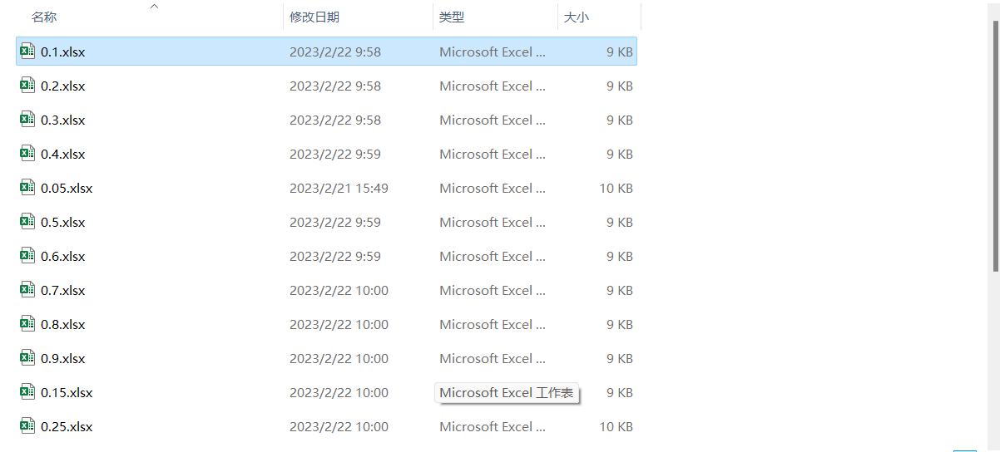 名称 修改日期 类型 大小
0.1.xlsx 2023/2/22 9:58 Microsoft Excel ... 9 KB
0.2.xlsx 2023/2/22 9:58 Microsoft Excel ... 9 KB
0.3.xlsx 2023/2/22 9:58 Microsoft Excel ... 9 KB
0.4.xlsx 2023/2/22 9:59 Microsoft Excel ... 9 KB
0.05.xlsx 2023/2/21 15:49 Microsoft Excel ... 10 KB
0.5.xlsx 2023/2/22 9:59 Microsoft Excel ... 9 KB
0.6.xlsx 2023/2/22 9:59 Microsoft Excel ... 9 KB
0.7.xlsx 2023/2/22 10:00 Microsoft Excel ... 9 KB
0.8.xlsx 2023/2/22 10:00 Microsoft Excel ... 9 KB
0.9.xlsx 2023/2/22 10:00 Microsoft Excel ... 9 KB
0.15.xlsx 2023/2/22 10:00 Microsoft Excel 工作表 9 KB
0.25.xlsx 2023/2/22 10:00 Microsoft Excel ... 10 KB